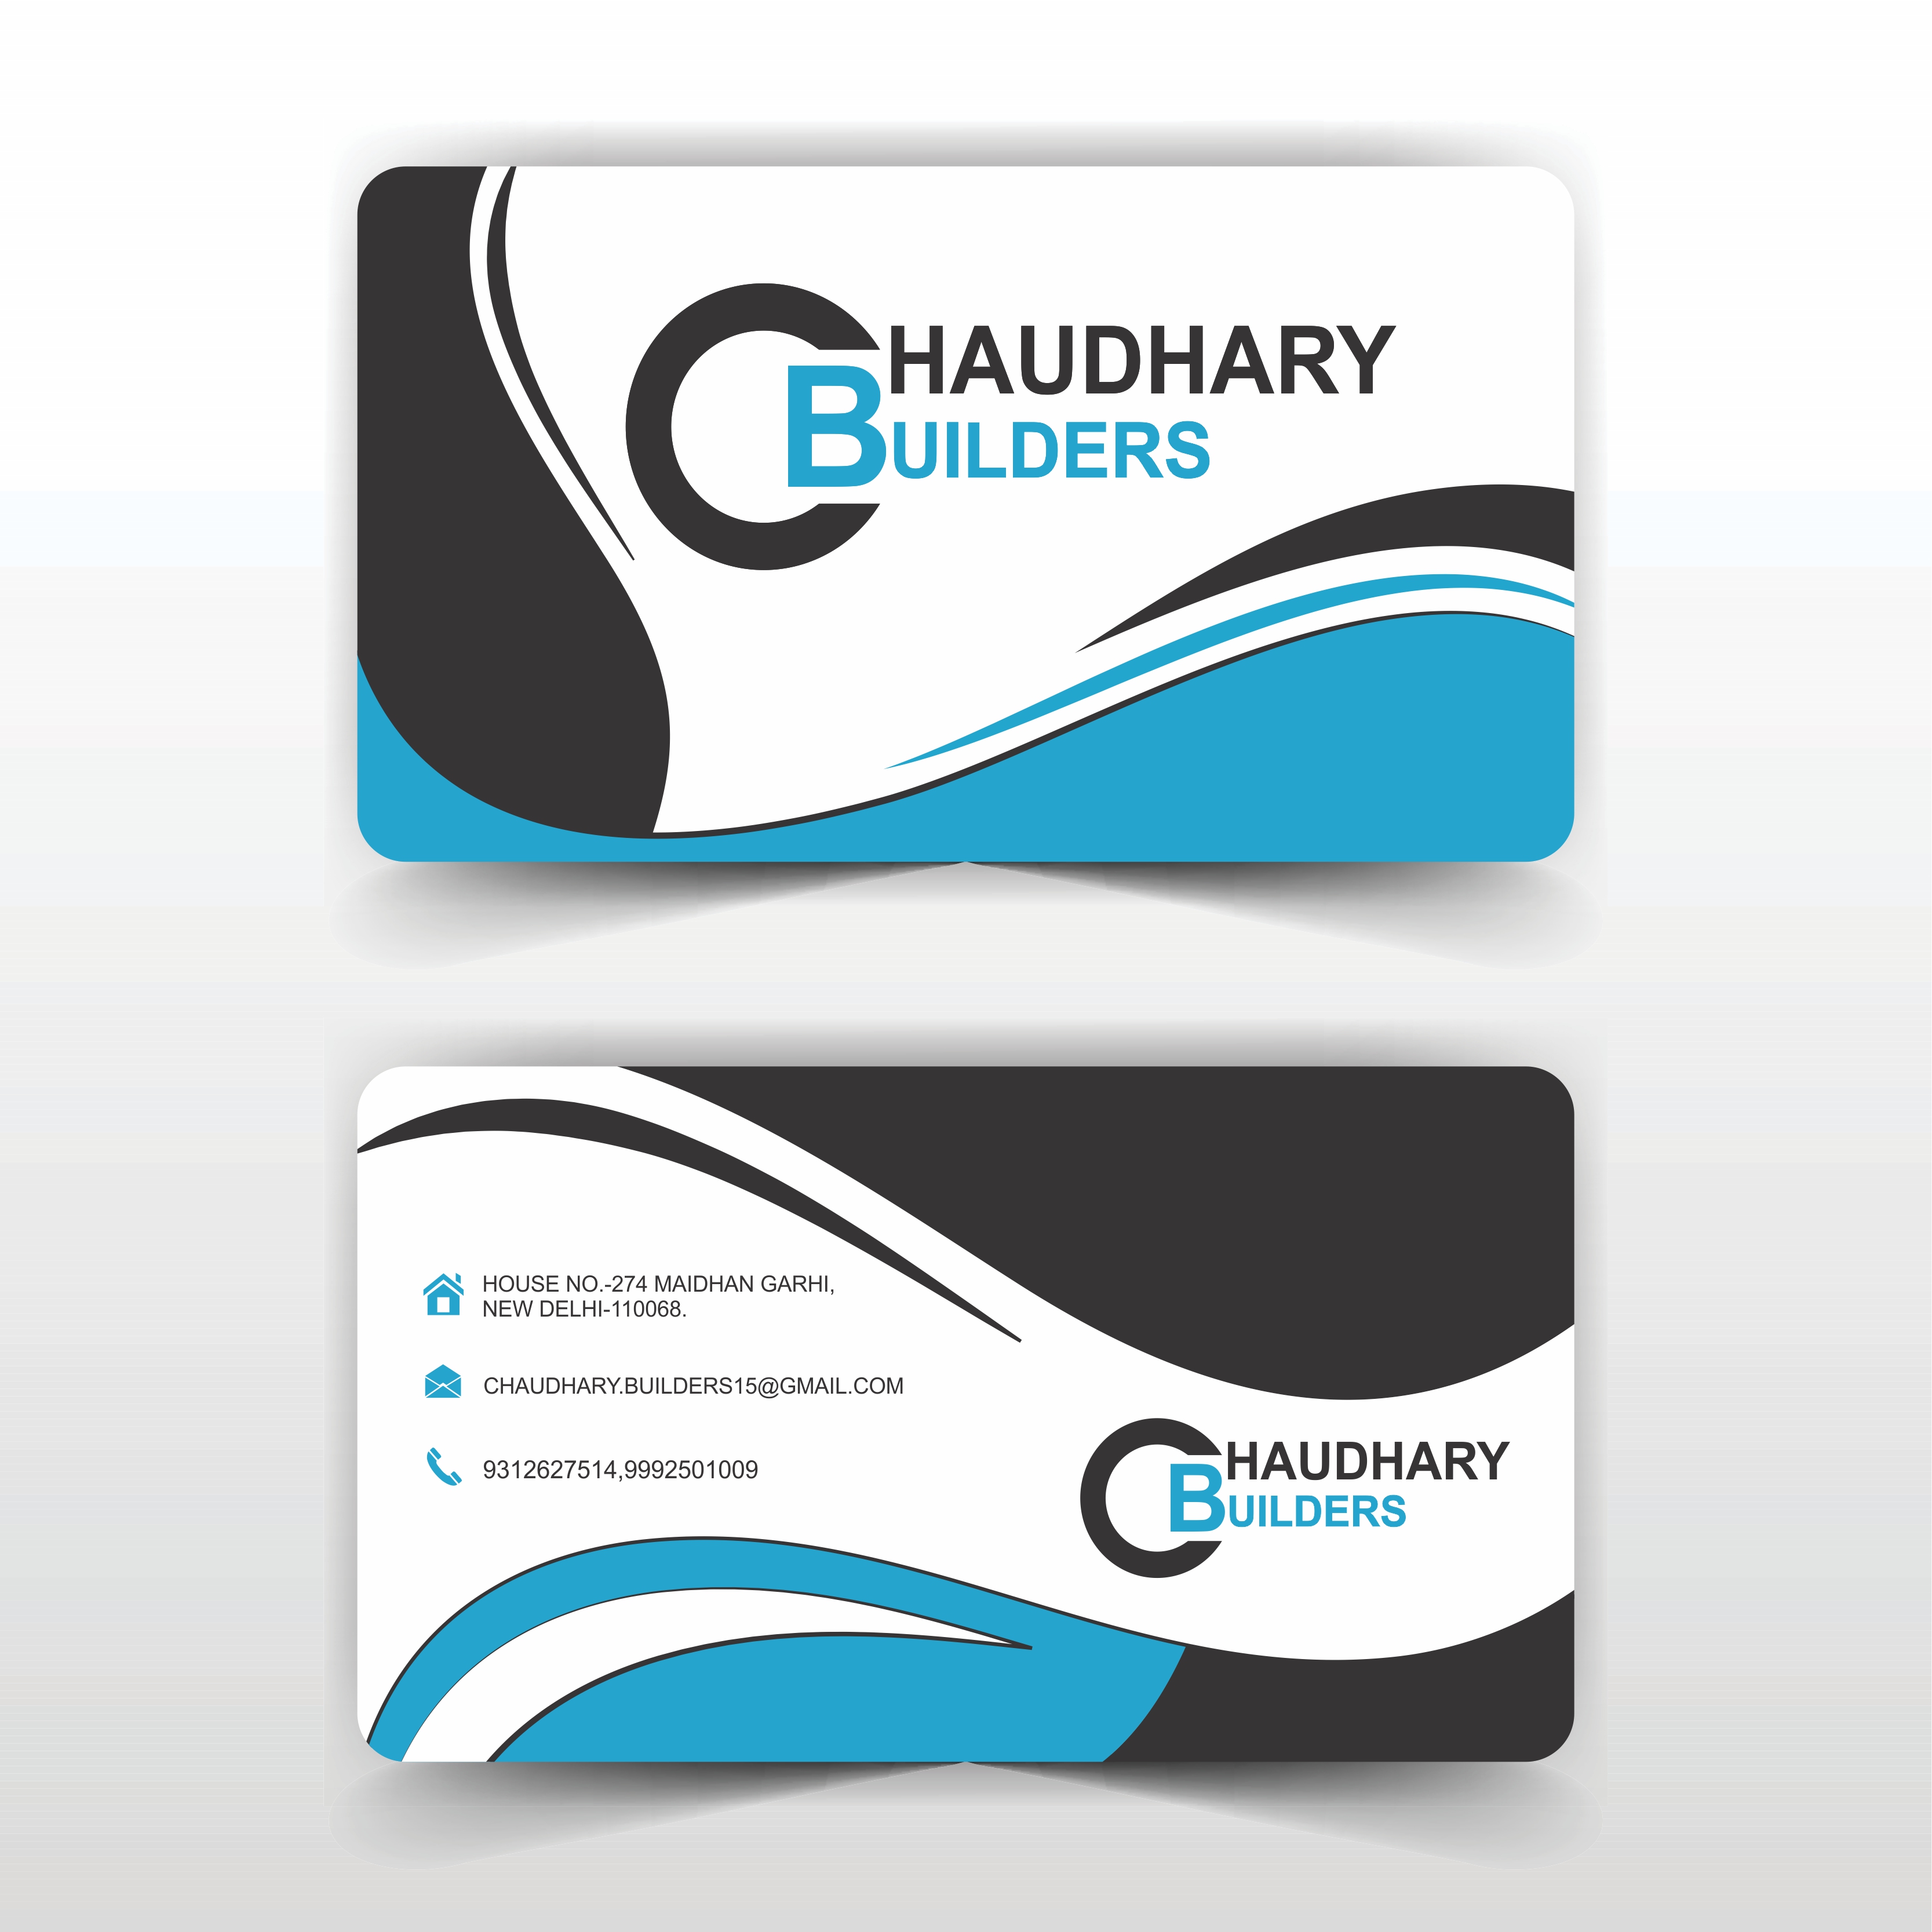 CHAUDHARY
BUILDERS
HOUSE NO.-274 MAIDHAN GARHI,
NEW DELHI-110068.
CHAUDHARY.BUILDERS15@GMAIL.COM
9312627514,9992501009
CHAUDHARY
BUILDERS